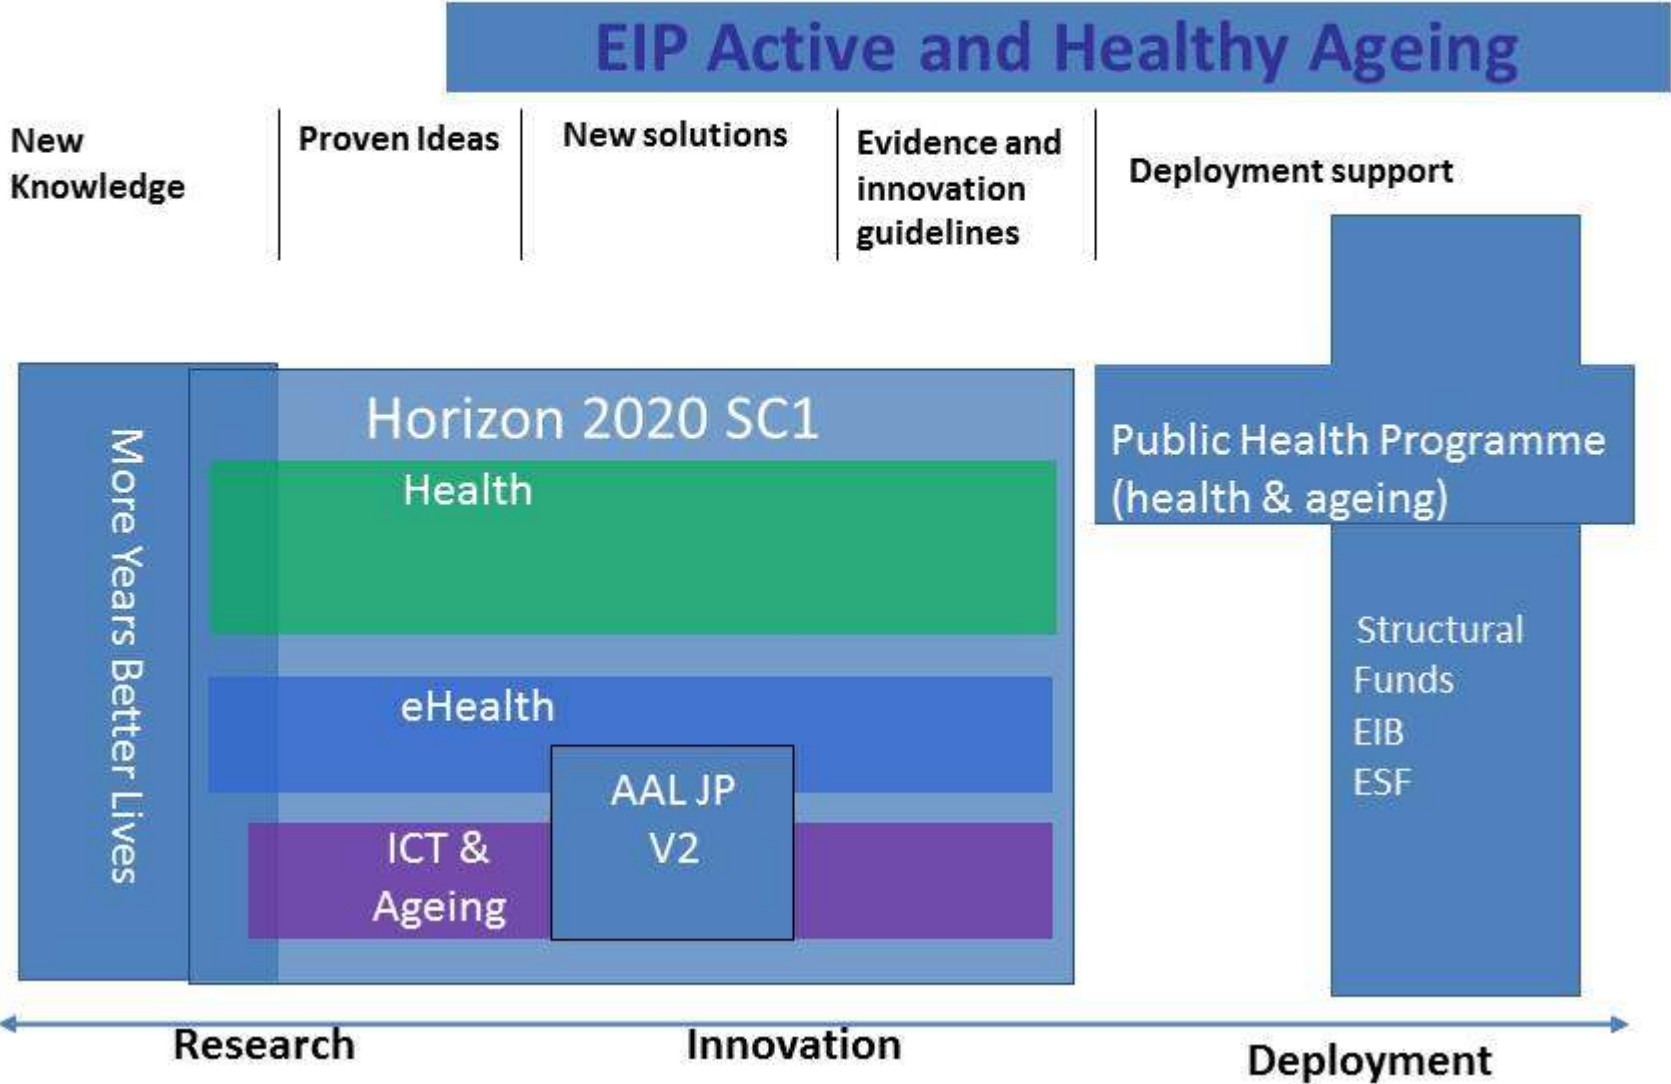 EIP Active and Healthy Ageing
New
Knowledge
Proven Ideas
New solutions
Evidence and
innovation
guidelines
Deployment support
More Years Better Lives
Horizon 2020 SC1
Health
eHealth
AAL JP
V2
ICT &
Ageing
Public Health Programme
(health & ageing)
Structural
Funds
EIB
ESF
Research
Innovation
Deployment